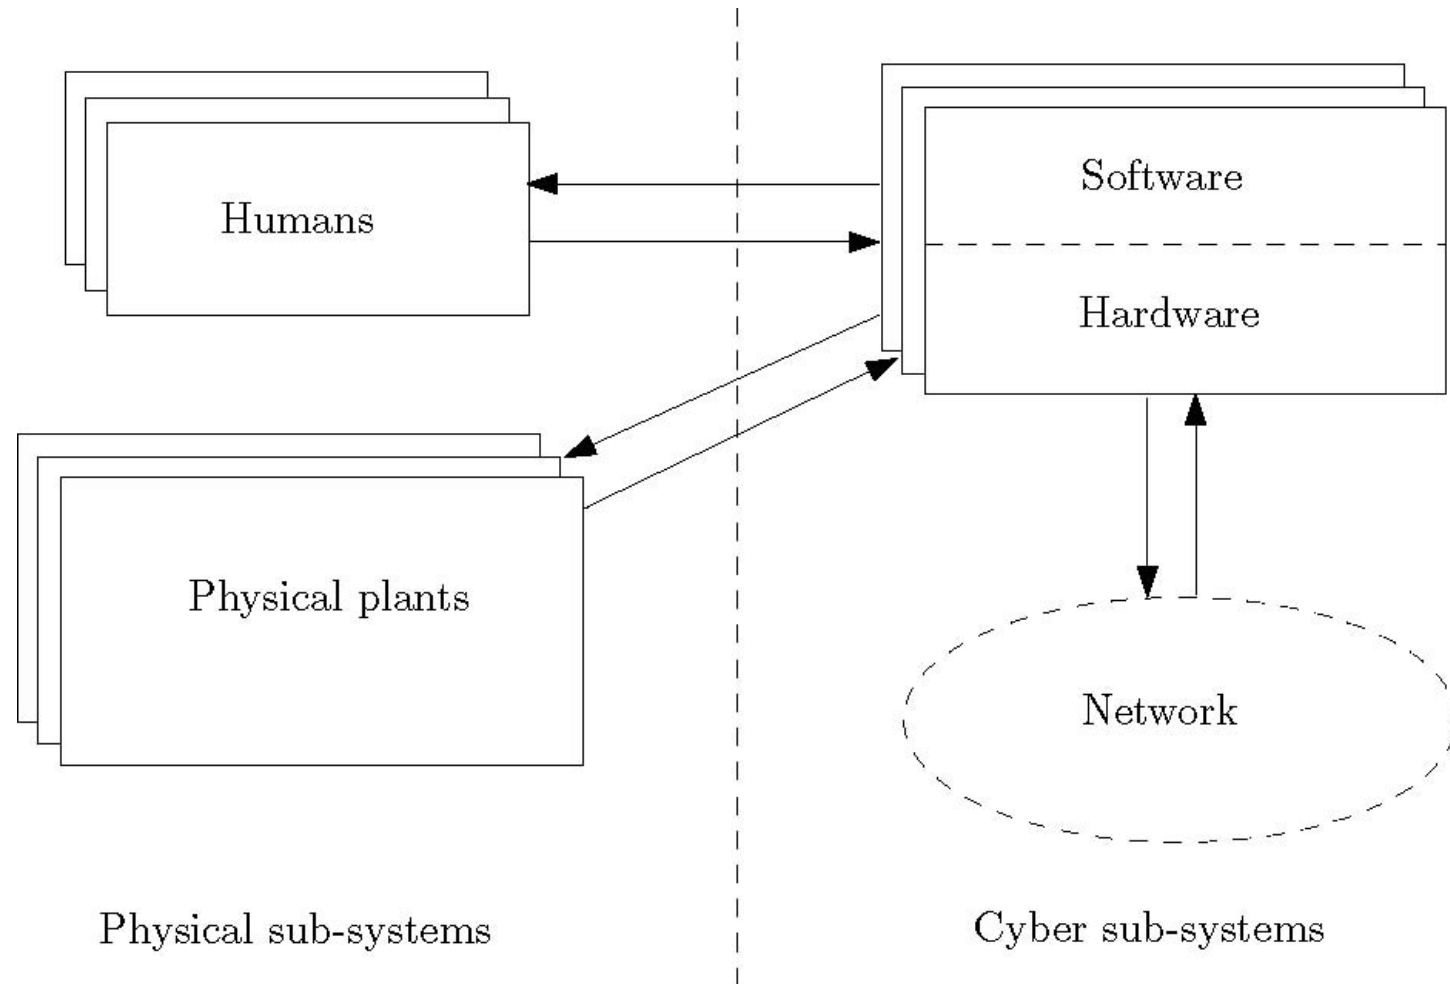 Humans
Software
Hardware
Physical plants
Network
Physical sub-systems
Cyber sub-systems